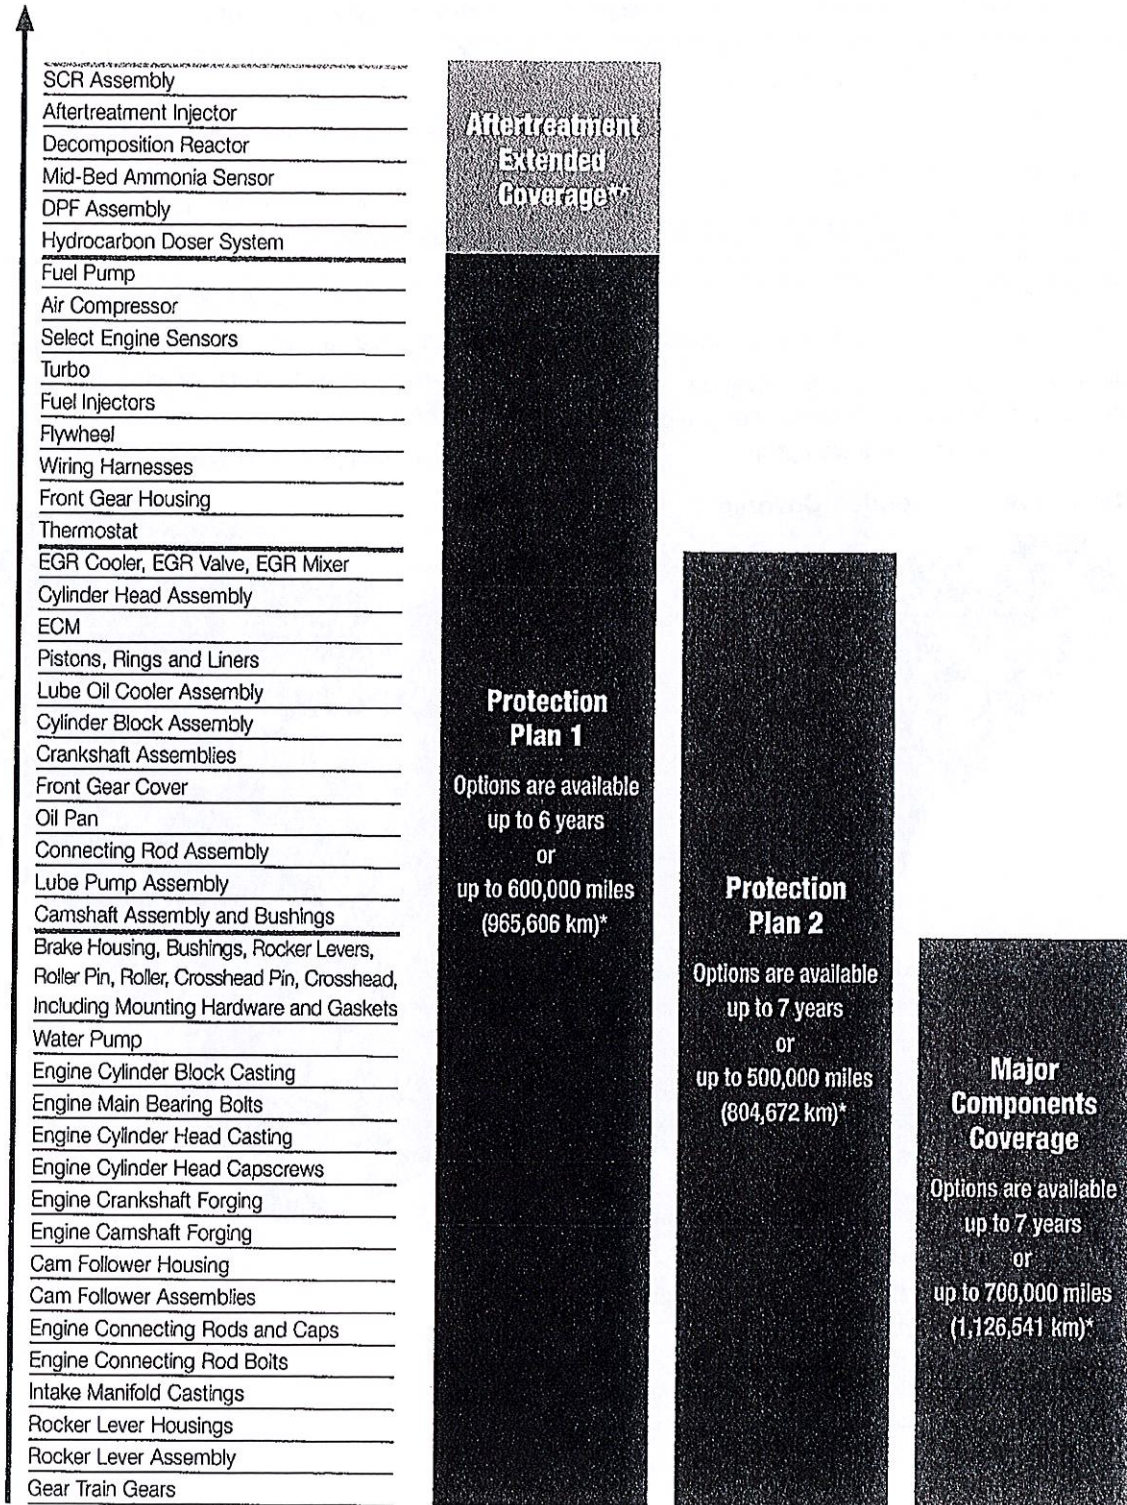 SCR Assembly
Aftertreatment Injector
Decomposition Reactor
Mid-Bed Ammonia Sensor
DPF Assembly
Hydrocarbon Doser System
Fuel Pump
Air Compressor
Select Engine Sensors
Turbo
Fuel Injectors
Flywheel
Wiring Harnesses
Front Gear Housing
Thermostat
EGR Cooler, EGR Valve, EGR Mixer
Cylinder Head Assembly
ECM
Pistons, Rings and Liners
Lube Oil Cooler Assembly
Cylinder Block Assembly
Crankshaft Assemblies
Front Gear Cover
Oil Pan
Connecting Rod Assembly
Lube Pump Assembly
Camshaft Assembly and Bushings
Brake Housing, Bushings, Rocker Levers,
Roller Pin, Roller, Crosshead Pin, Crosshead,
Including Mounting Hardware and Gaskets
Water Pump
Engine Cylinder Block Casting
Engine Main Bearing Bolts
Engine Cylinder Head Casting
Engine Cylinder Head Capscrews
Engine Crankshaft Forging
Engine Camshaft Forging
Cam Follower Housing
Cam Follower Assemblies
Engine Connecting Rods and Caps
Engine Connecting Rod Bolts
Intake Manifold Castings
Rocker Lever Housings
Rocker Lever Assembly
Gear Train Gears
Aftertreatment
Extended
Coverage**
Protection
Plan 1
Options are available
up to 6 years
or
up to 600,000 miles
(965,606 km)*
Protection
Plan 2
Options are available
up to 7 years
or
up to 500,000 miles
(804,672 km)*
Major
Components
Coverage
Options are available
up to 7 years
or
up to 700,000 miles
(1,126,541 km)*